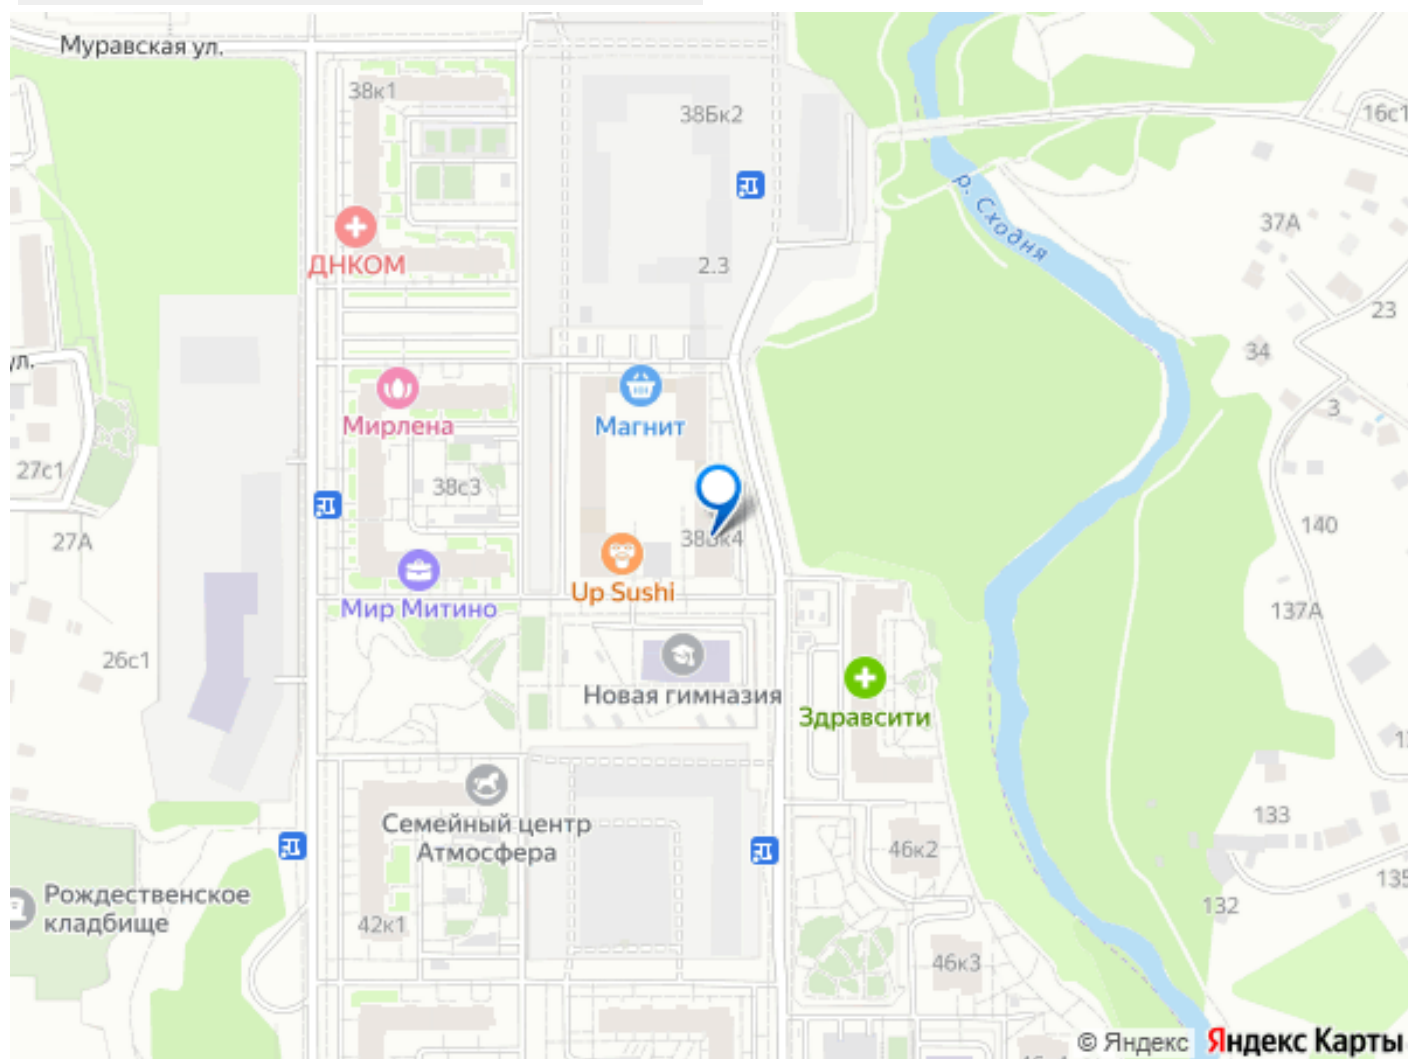 Муравская ул.
38к1
38Бк2
16с1
р. Сходня
37А
ДНКОМ
2.3
23
ул.
34
Мирлена
Магнит
3
27с1
38с3
140
27А
38Бк4
Up Sushi
Мир Митино
137А
26с1
Новая гимназия
Здравсити
133
Семейный центр
Атмосфера
46к2
135
Рождественское
кладбище
132
42к1
46к3
© Яндекс
Яндекс Карты